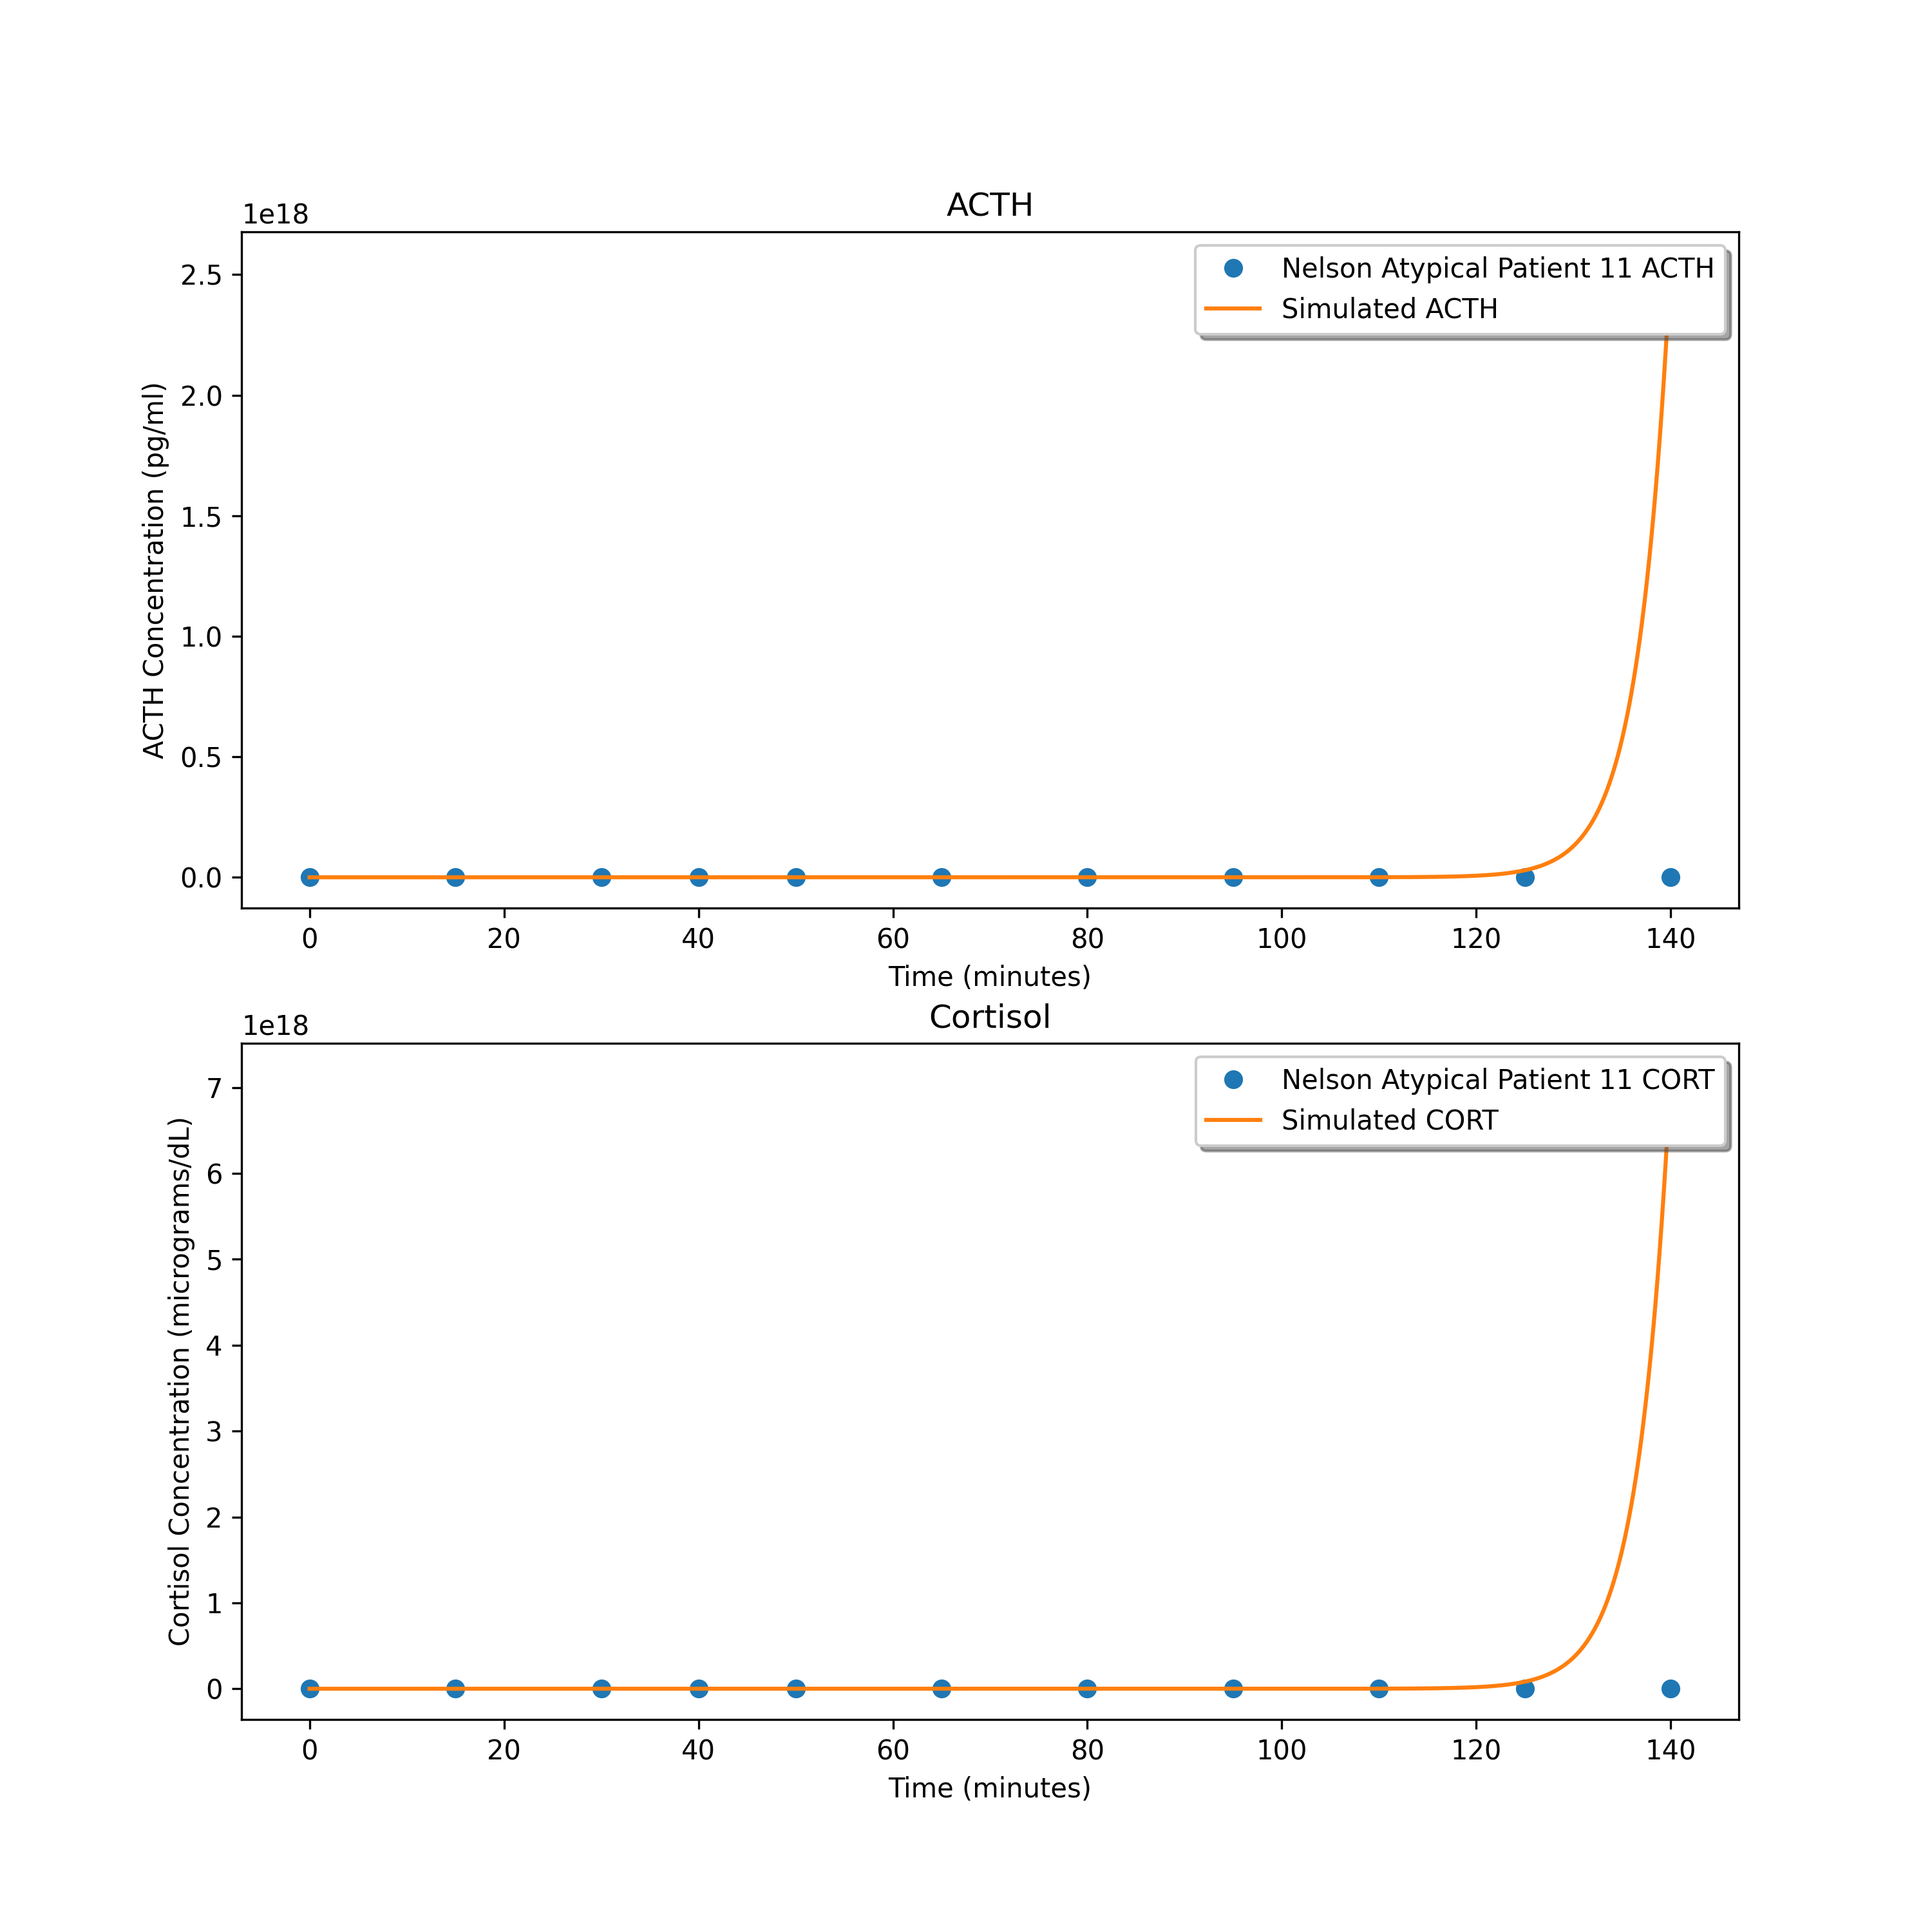 ACTH
1e18
Nelson Atypical Patient 11 ACTH
Simulated ACTH
2.5
2.0
1.5
1.0
0.5
0.0
ACTH Concentration (pg/ml)
0 20 40 60 80 100 120 140
Time (minutes)
Cortisol
1e18
Nelson Atypical Patient 11 CORT
Simulated CORT
7
6
5
4
3
2
1
0
Cortisol Concentration (micrograms/dL)
0 20 40 60 80 100 120 140
Time (minutes)